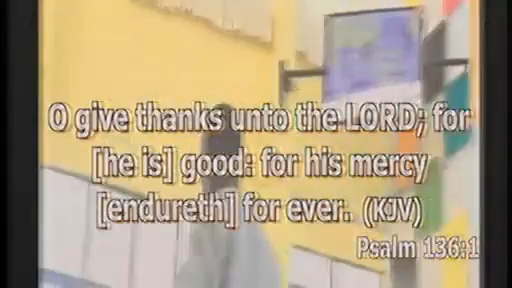 O give thanks unto the LORD; for
[he is] good: for his mercy
[endureth] for ever. (KJV)
Psalm 136:1